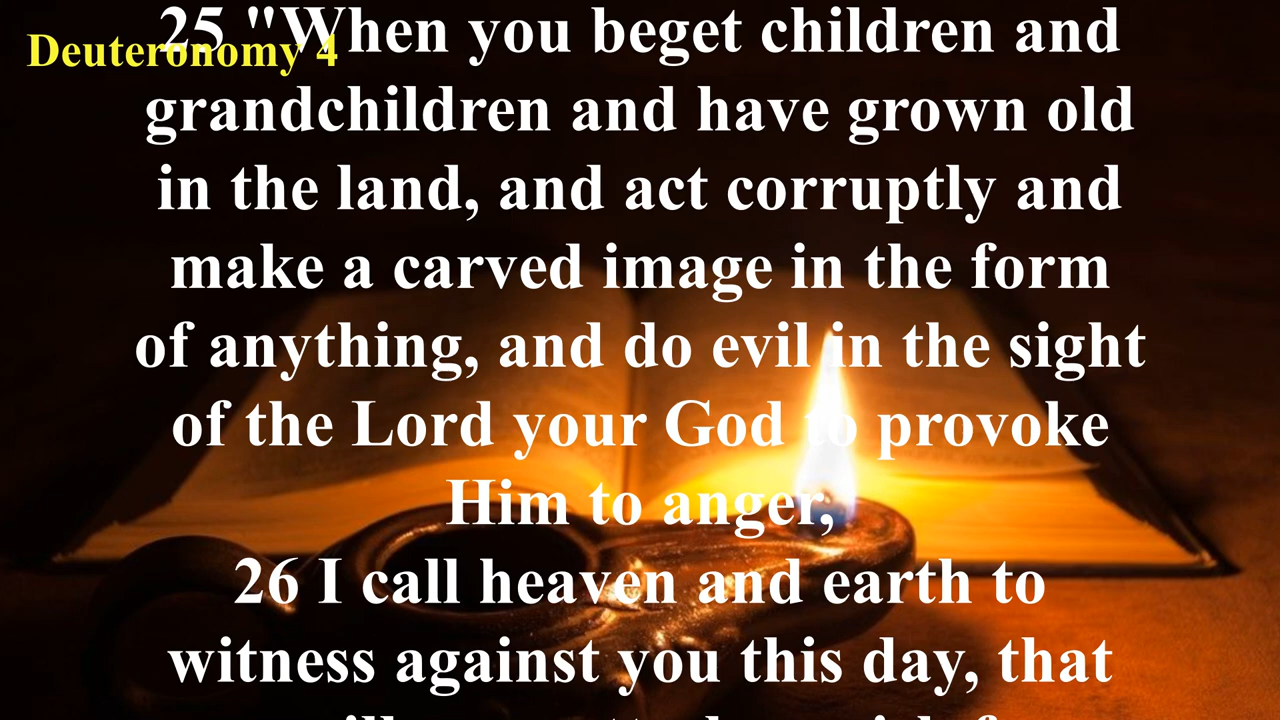 Deuteronomy 4
25 "When you beget children and
grandchildren and have grown old
in the land, and act corruptly and
make a carved image in the form
of anything, and do evil in the sight
of the Lord your God to provoke
Him to anger,
26 I call heaven and earth to
witness against you this day, that